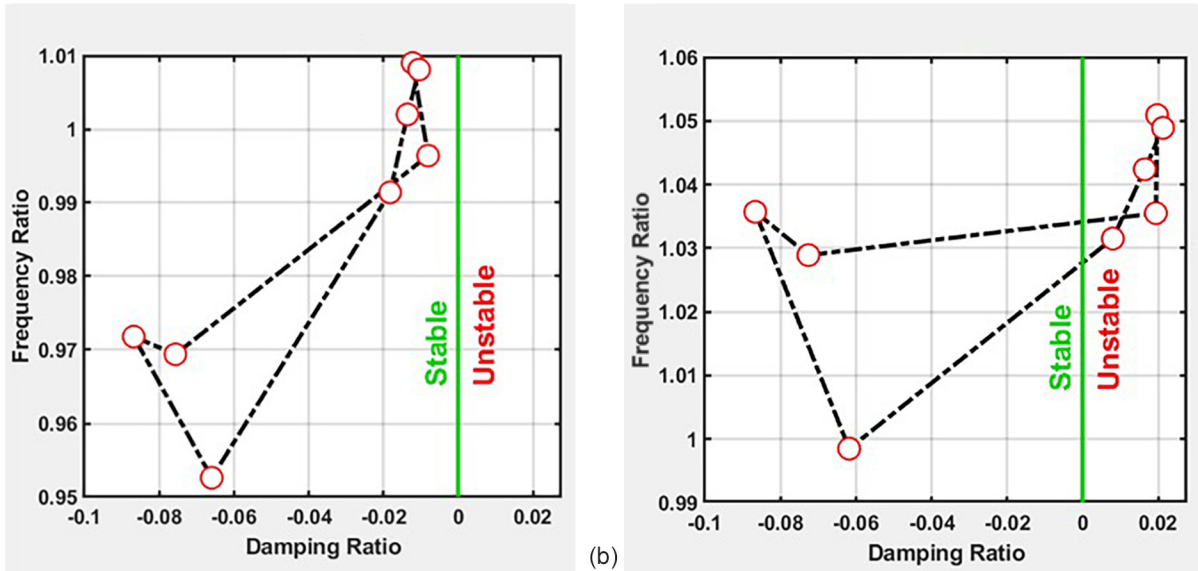 1.01
1
0.99
0.98
0.97
0.96
0.95
Frequency Ratio
Stable
Unstable
-0.1 -0.08 -0.06 -0.04 -0.02 0 0.02
Damping Ratio
(b)
1.06
1.05
1.04
1.03
1.02
1.01
1
0.99
Frequency Ratio
Stable
Unstable
-0.1 -0.08 -0.06 -0.04 -0.02 0 0.02
Damping Ratio